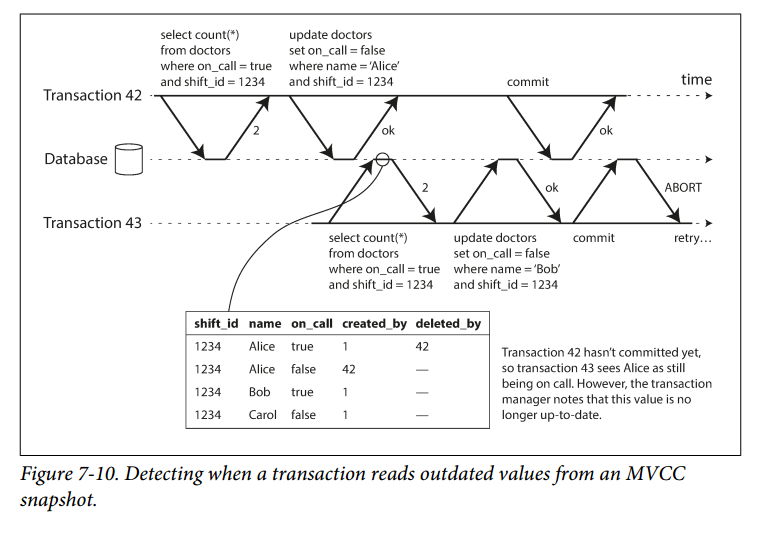 select count(*)
from doctors
where on_call = true
and shift_id = 1234
update doctors
set on_call = false
where name = ‘Alice’
and shift_id = 1234
commit
time
Transaction 42
2
ok
ok
Database
2
ok
ABORT
Transaction 43
select count(*)
from doctors
where on_call = true
and shift_id = 1234
update doctors
set on_call = false
where name = ‘Bob’
and shift_id = 1234
commit
retry…
shift_id name on_call created_by deleted_by
1234 Alice true 1 42
1234 Alice false 42 —
1234 Bob true 1 —
1234 Carol false 1 —
Transaction 42 hasn’t committed yet,
so transaction 43 sees Alice as still
being on call. However, the transaction
manager notes that this value is no
longer up-to-date.
Figure 7-10. Detecting when a transaction reads outdated values from an MVCC
snapshot.